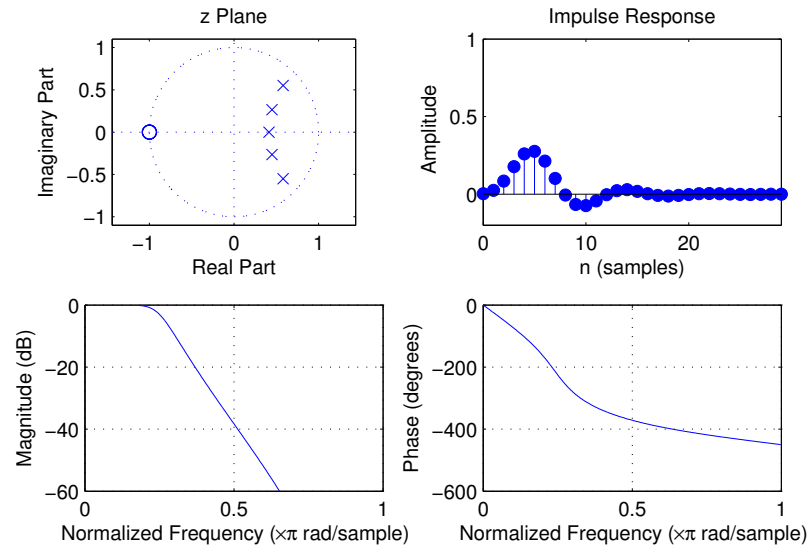 z Plane
1
0.5
0
−0.5
−1
−1
0
1
Imaginary Part
Real Part
Impulse Response
1
0.5
0
0
10
20
Amplitude
n (samples)
0
−20
−40
−60
0
0.5
1
Magnitude (dB)
Normalized Frequency (×π rad/sample)
0
−200
−400
−600
0
0.5
1
Phase (degrees)
Normalized Frequency (×π rad/sample)